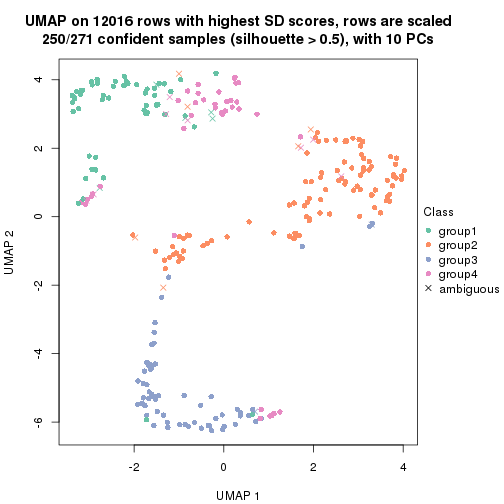 UMAP on 12016 rows with highest SD scores, rows are scaled
250/271 confident samples (silhouette > 0.5), with 10 PCs
4
2
0
-2
-4
-6
UMAP 2
-2
0
2
4
UMAP 1
Class
group1
group2
group3
group4
ambiguous